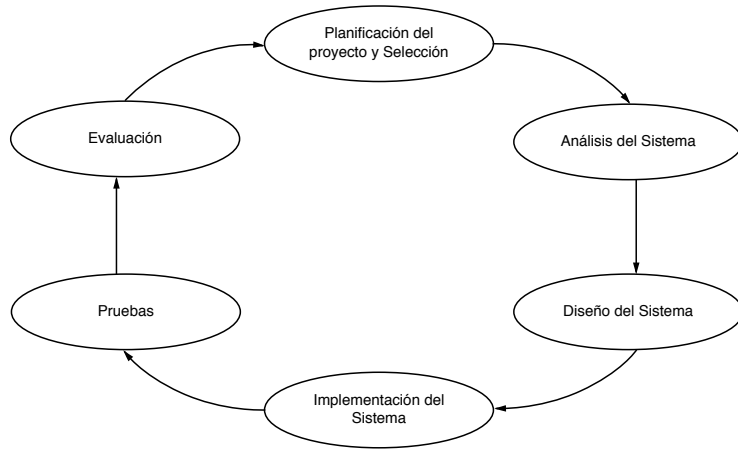 Planificación del
proyecto y Selección
Análisis del Sistema
Diseño del Sistema
Implementación del
Sistema
Pruebas
Evaluación